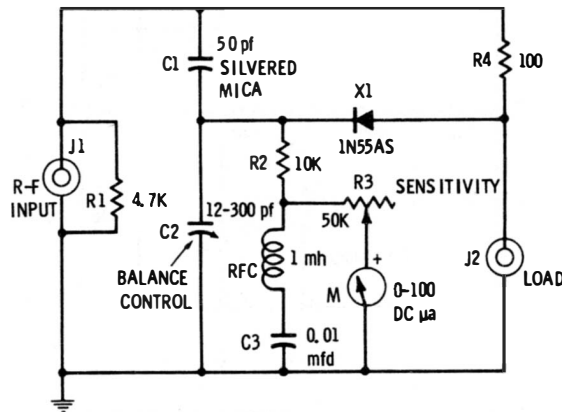 50 pf
SILVERED
MICA
C1
R4
100
X1
1N55AS
J1
R-F
INPUT
R1
4.7K
R2
10K
R3
SENSITIVITY
50K
12-300 pf
C2
BALANCE
CONTROL
RFC
1 mh
J2
LOAD
+
M
0-100
DC µa
C3
0.01
mfd